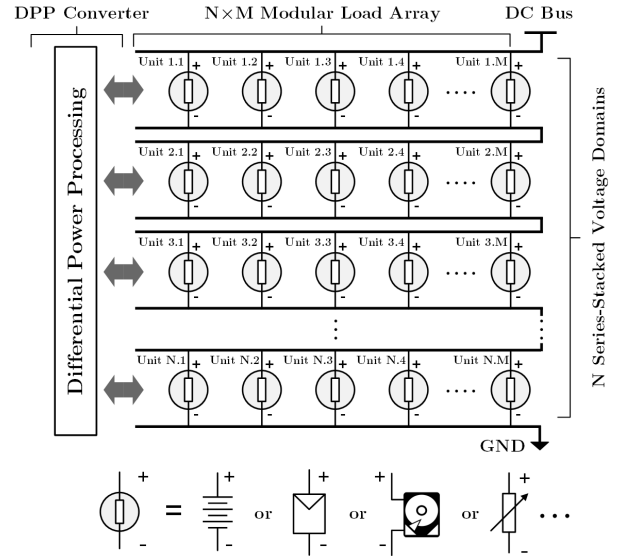 DPP Converter
N×M Modular Load Array
DC Bus
Differential Power Processing
Unit 1.1 + Unit 1.2 + Unit 1.3 + Unit 1.4 + Unit 1.M +
- - - - .... -
Unit 2.1 + Unit 2.2 + Unit 2.3 + Unit 2.4 + Unit 2.M +
- - - - .... -
Unit 3.1 + Unit 3.2 + Unit 3.3 + Unit 3.4 + Unit 3.M +
- - - - .... -
Unit N.1 + Unit N.2 + Unit N.3 + Unit N.4 + Unit N.M +
- - - - .... -
N Series-Stacked Voltage Domains
GND
+ + + + +
= or or or ...
- - - - -